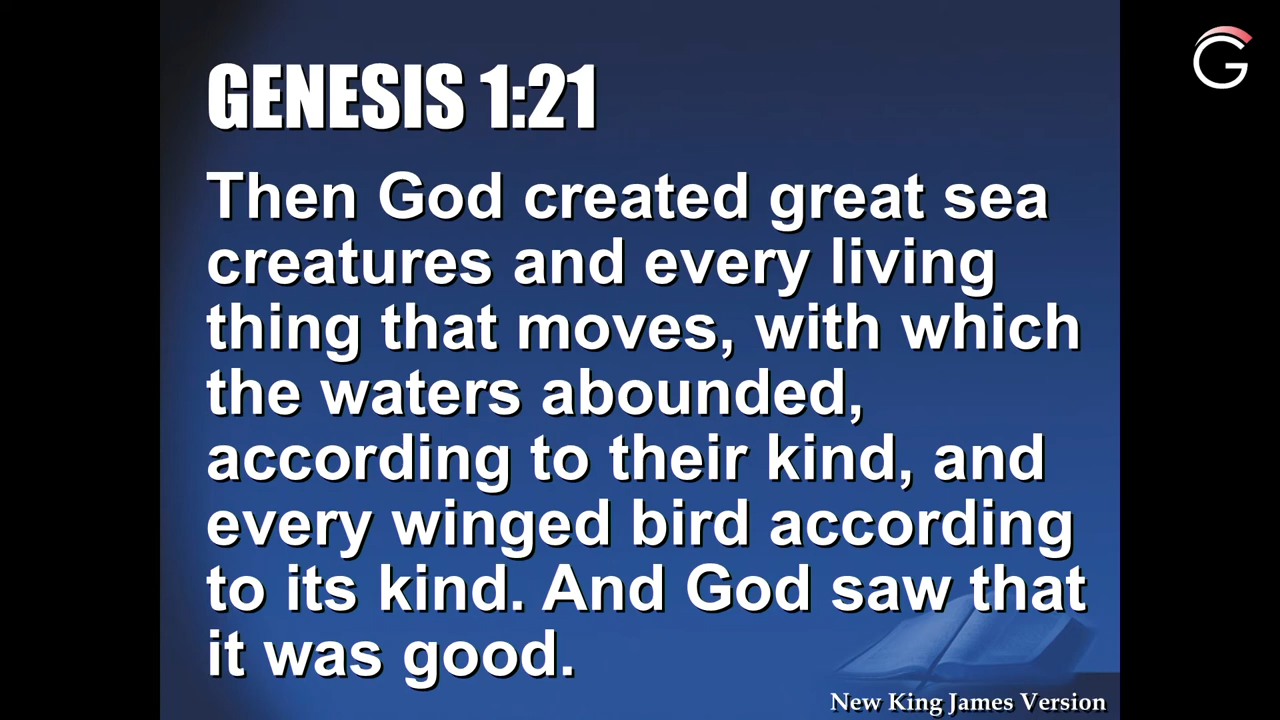 G
GENESIS 1:21
Then God created great sea
creatures and every living
thing that moves, with which
the waters abounded,
according to their kind, and
every winged bird according
to its kind. And God saw that
it was good.
New King James Version